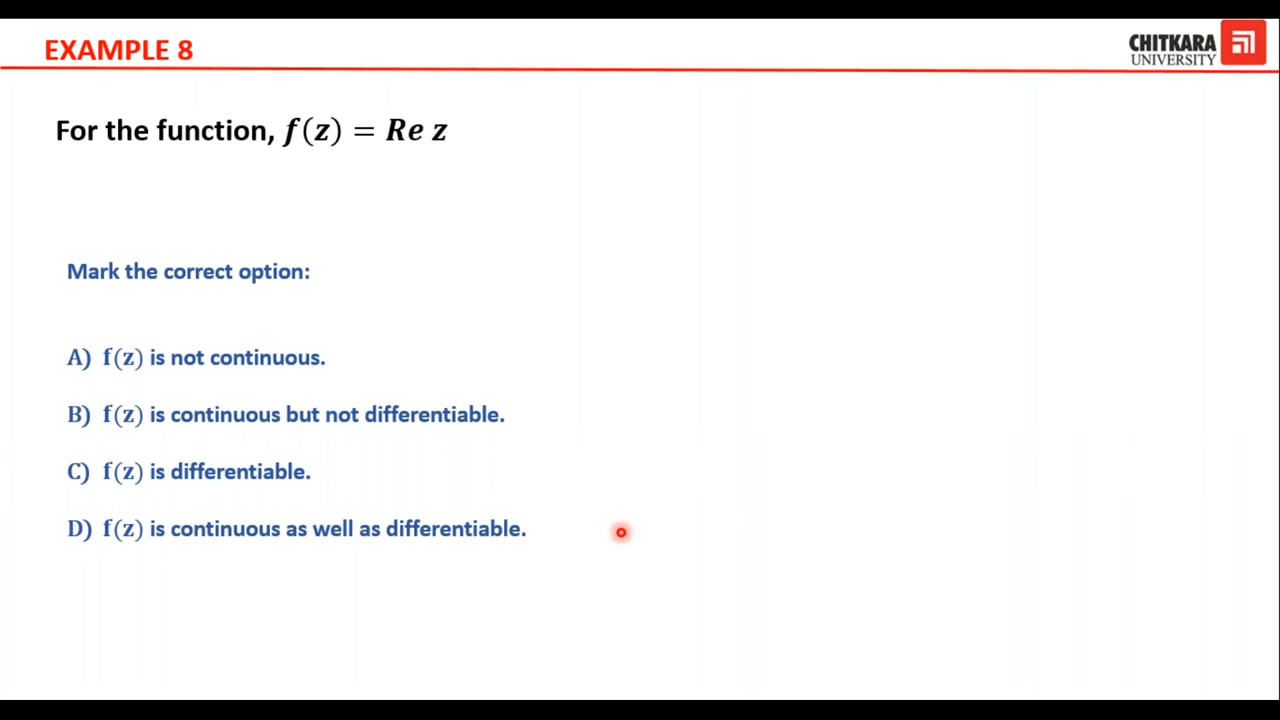 EXAMPLE 8
CHITKARA
UNIVERSITY
For the function, f(z) = Re z
Mark the correct option:
A) f(z) is not continuous.
B) f(z) is continuous but not differentiable.
C) f(z) is differentiable.
D) f(z) is continuous as well as differentiable.